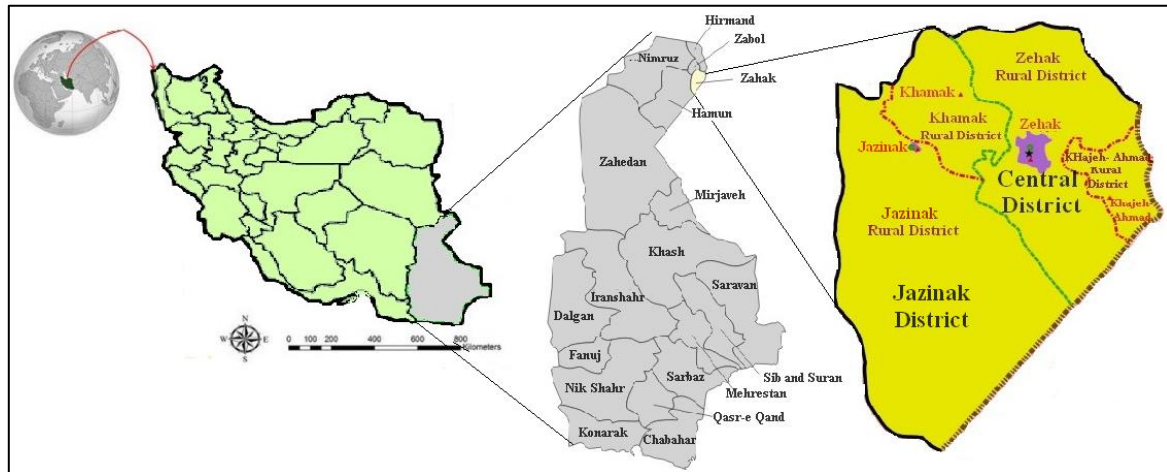 N
W
E
S
0 100 200
400
600
800
Kilometers
Hirmand
Zabol
Nimruz
Zahak
Hamun
Zahedan
Mirjaveh
Khash
Saravan
Iranshahr
Dalgan
Fanuj
Sib and Suran
Sarbaz
Mehrestan
Nik Shahr
Qasr-e Qand
Konarak
Chabahar
Zehak
Rural District
Khamak
Khamak
Rural District
Zehak
Jazinak
KHajeh- Ahmad
Rural
District
Central
District
Khajeh
Ahmad
Jazinak
Rural District
Jazinak
District